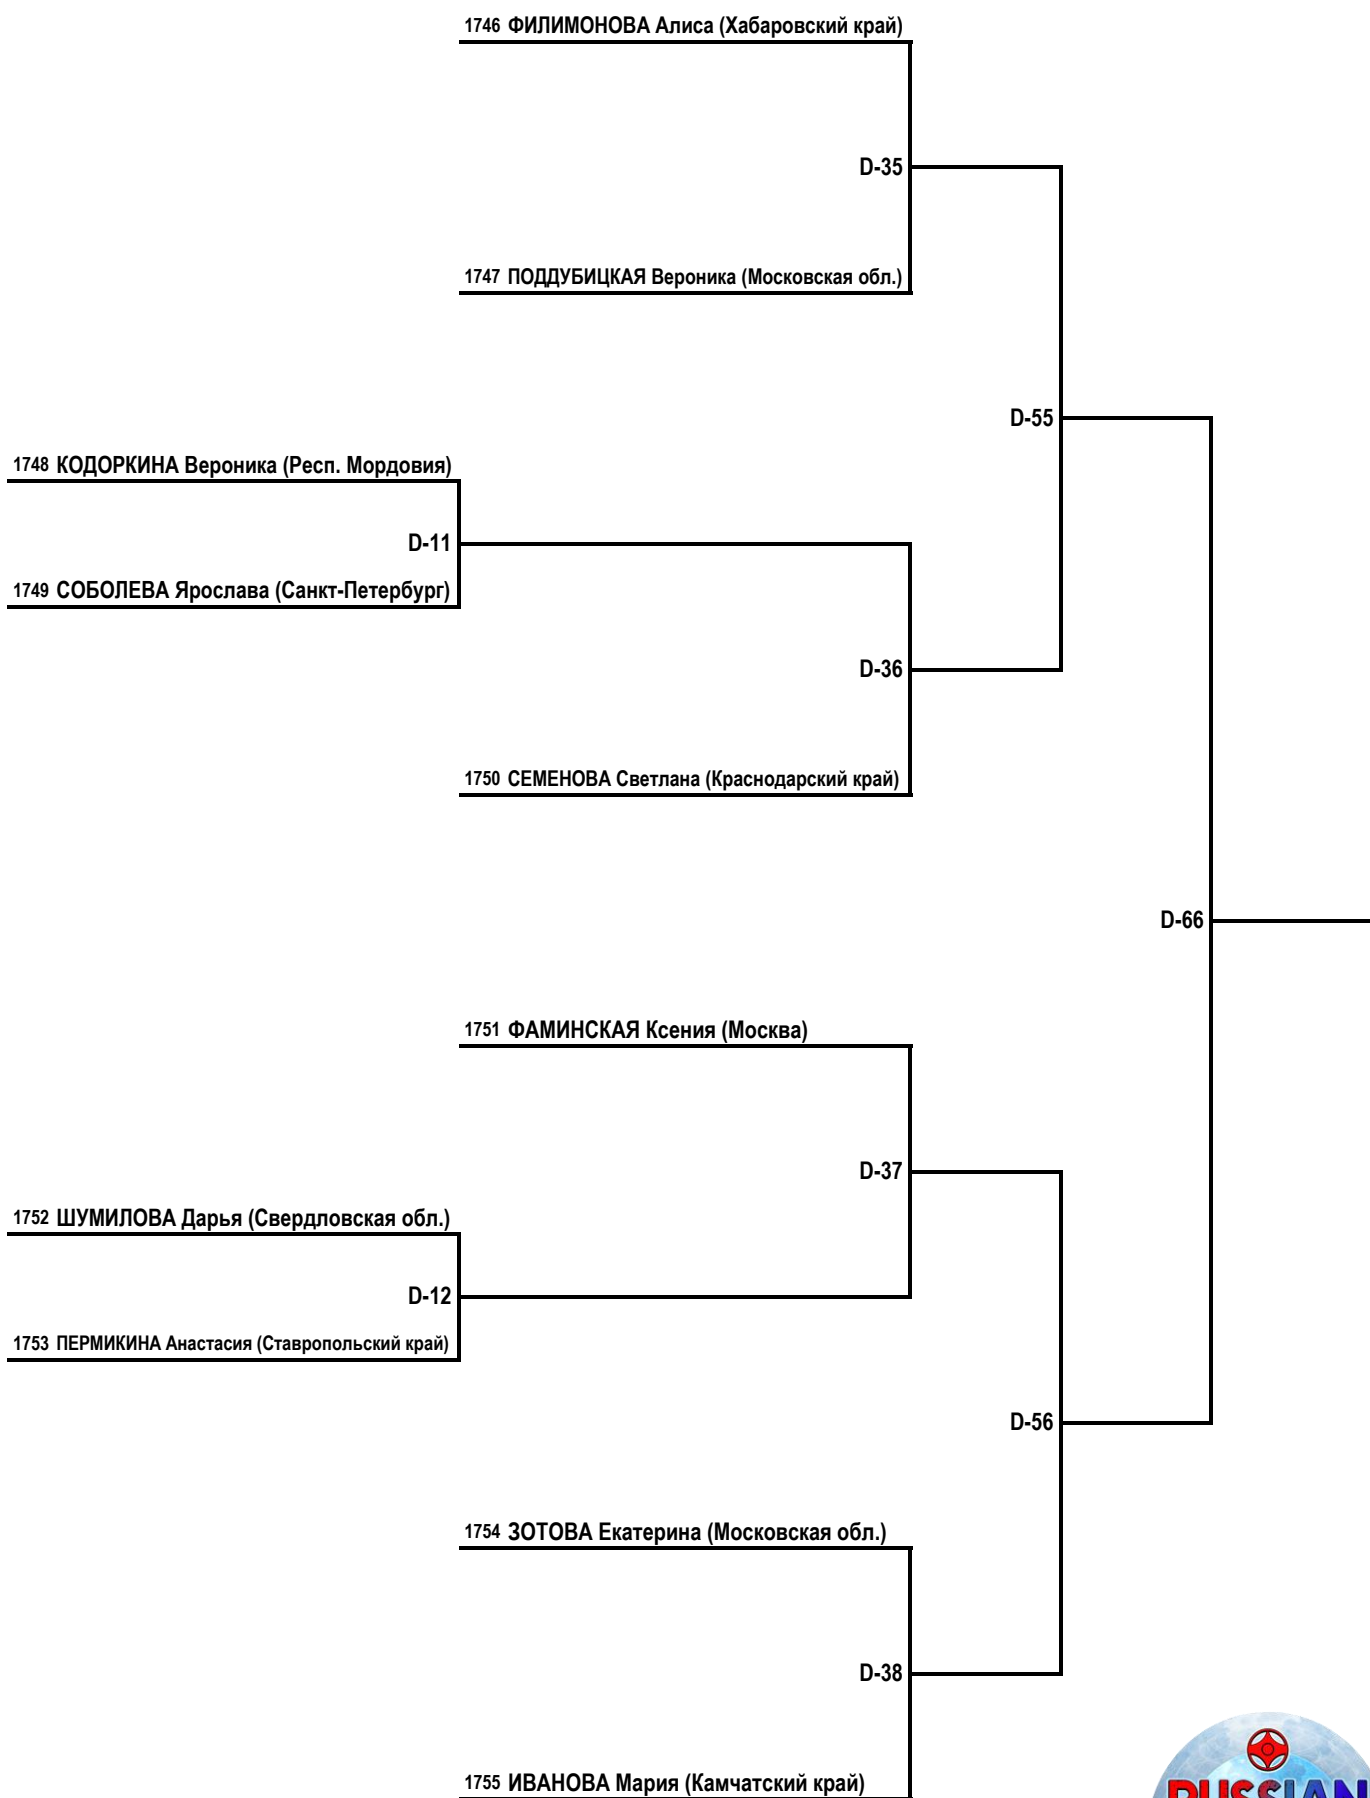 1746 ФИЛИМОНОВА Алиса (Хабаровский край)
D-35
1747 ПОДДУБИЦКАЯ Вероника (Московская обл.)
D-55
1748 КОДОРКИНА Вероника (Респ. Мордовия)
D-11
1749 СОБОЛЕВА Ярослава (Санкт-Петербург)
D-36
1750 СЕМЕНОВА Светлана (Краснодарский край)
D-66
1751 ФАМИНСКАЯ Ксения (Москва)
D-37
1752 ШУМИЛОВА Дарья (Свердловская обл.)
D-12
1753 ПЕРМИКИНА Анастасия (Ставропольский край)
D-56
1754 ЗОТОВА Екатерина (Московская обл.)
D-38
1755 ИВАНОВА Мария (Камчатский край)
RUSSIAN